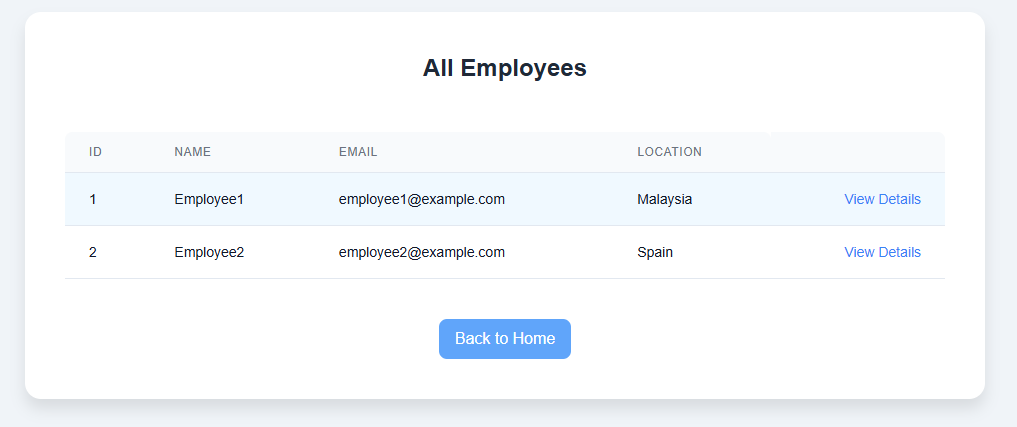 All Employees
ID NAME EMAIL LOCATION
1 Employee1 employee1@example.com Malaysia View Details
2 Employee2 employee2@example.com Spain View Details
Back to Home